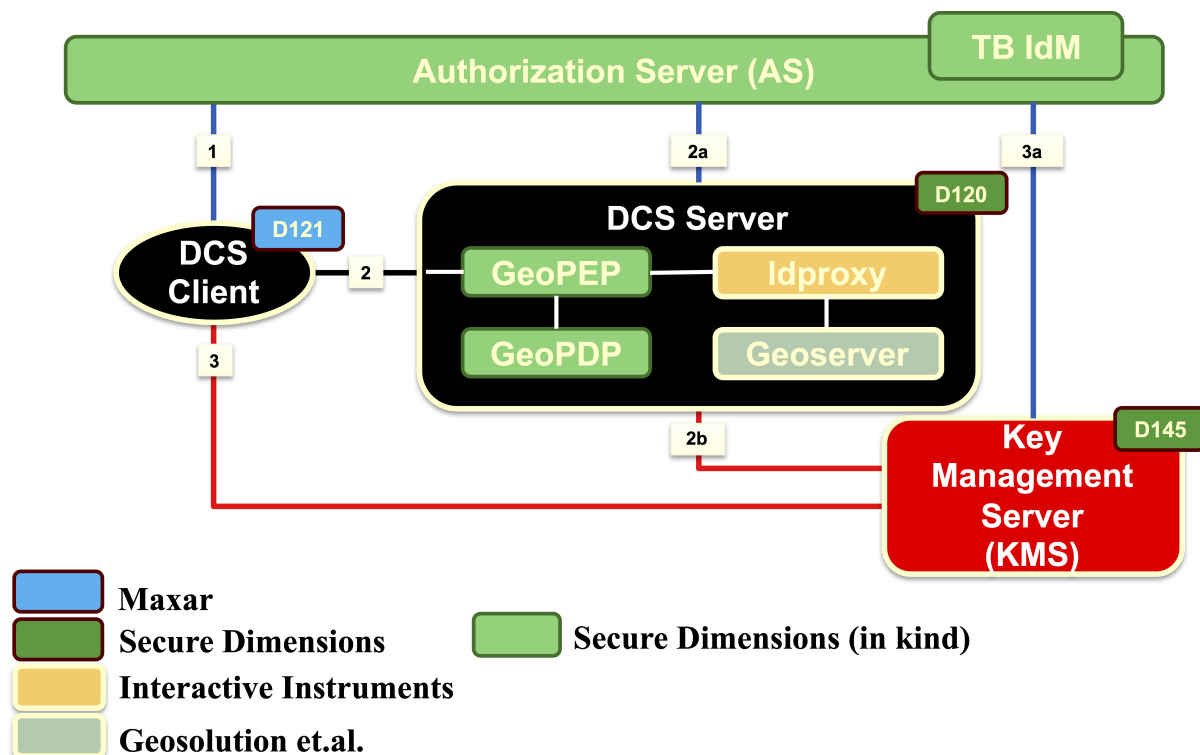 TB IdM
Authorization Server (AS)
1
2a
3a
D120
DCS Server
D121
DCS
Client
2
GeoPEP
Idproxy
GeoPDP
Geoserver
3
2b
D145
Key
Management
Server
(KMS)
Maxar
Secure Dimensions
Secure Dimensions (in kind)
Interactive Instruments
Geosolution et.al.